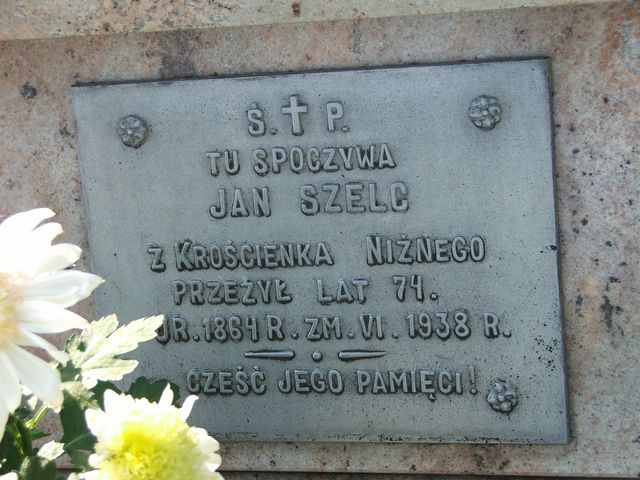 Ś. ✝ P.
TU SPOCZYWA
JAN SZELC
Z KROŚCIENKA NIŻNEGO
PRZEŻYŁ LAT 74.
UR. 1864 R. ZM. VI. 1938 R.
CZEŚĆ JEGO PAMIĘCI!